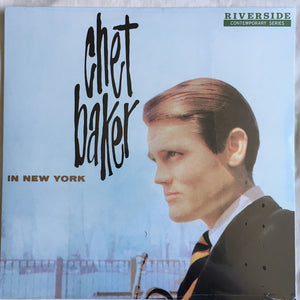 RIVERSIDE
CONTEMPORARY SERIES
chet
baker
IN NEW YORK